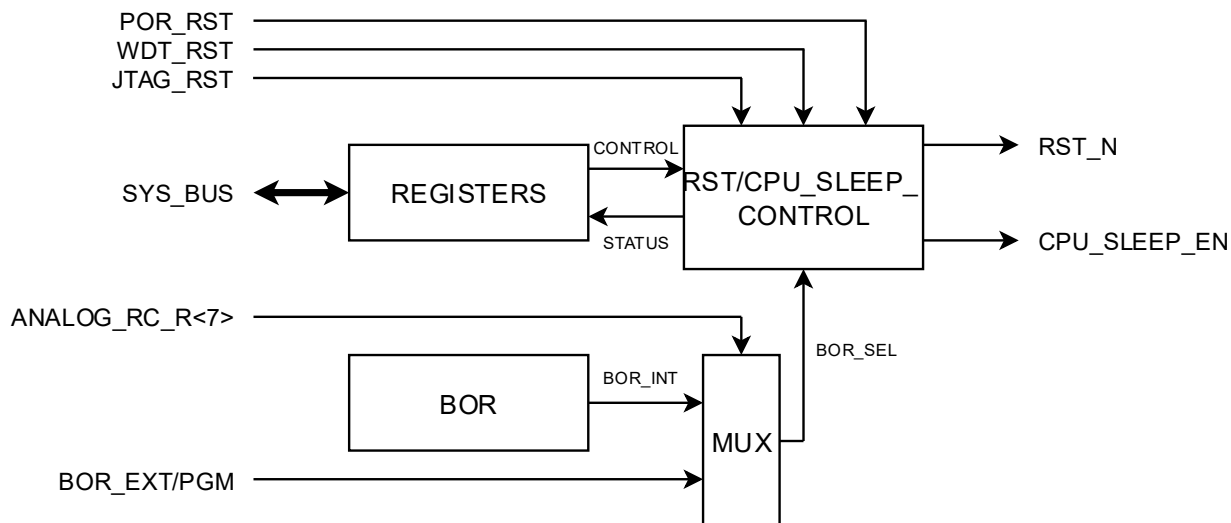 POR_RST
WDT_RST
JTAG_RST
CONTROL
RST_N
SYS_BUS
REGISTERS
RST/CPU_SLEEP_
CONTROL
STATUS
CPU_SLEEP_EN
ANALOG_RC_R<7>
BOR_SEL
BOR_INT
BOR
MUX
BOR_EXT/PGM